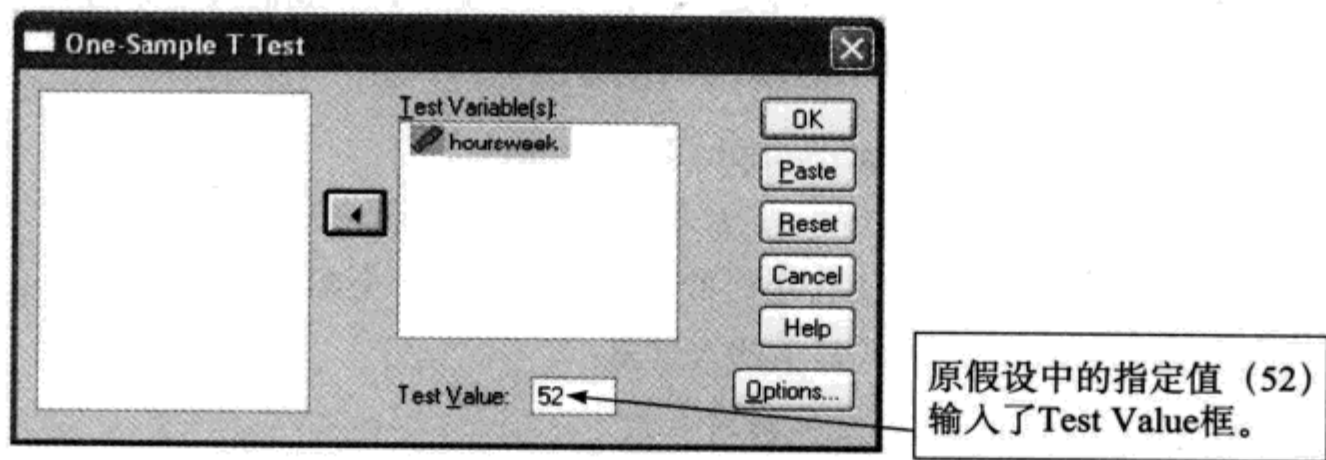 One-Sample T Test
Test Variable(s):
hoursweek
OK
Paste
Reset
Cancel
Help
Test Value: 52
Options...
原假设中的指定值（52）
输入了Test Value框。